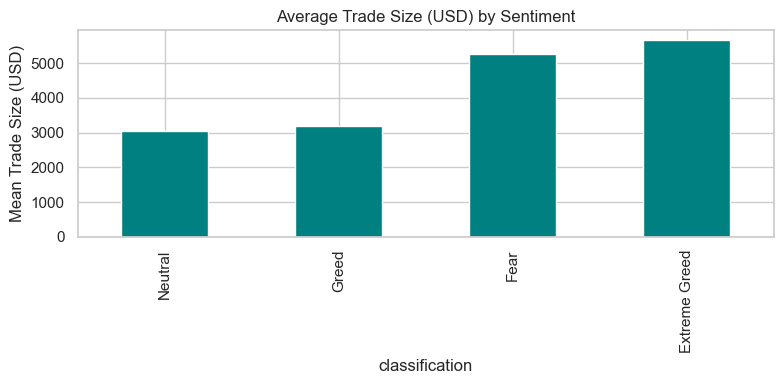 Average Trade Size (USD) by Sentiment
Mean Trade Size (USD)
5000
4000
3000
2000
1000
0
Neutral
Greed
Fear
Extreme Greed
classification